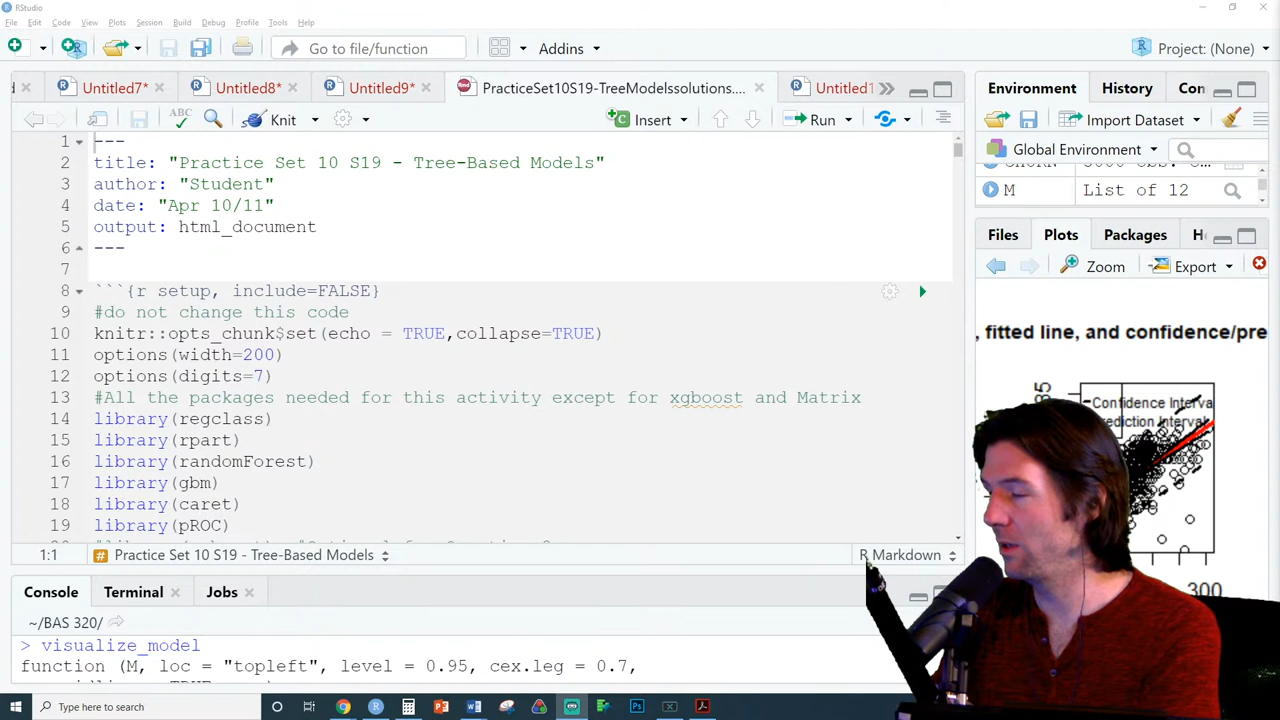 RStudio
File Edit Code View Plots Session Build Debug Profile Tools Help
Go to file/function Addins Project: (None)
Untitled7* Untitled8* Untitled9* PracticeSet10S19-TreeModelssolutions.... Untitled1
Knit Insert Run
1 ---
2 title: "Practice Set 10 S19 - Tree-Based Models"
3 author: "Student"
4 date: "Apr 10/11"
5 output: html_document
6 ---
7
8 ```{r setup, include=FALSE}
9 #do not change this code
10 knitr::opts_chunk$set(echo = TRUE,collapse=TRUE)
11 options(width=200)
12 options(digits=7)
13 #All the packages needed for this activity except for xgboost and Matrix
14 library(regclass)
15 library(rpart)
16 library(randomForest)
17 library(gbm)
18 library(caret)
19 library(pROC)
1:1 Practice Set 10 S19 - Tree-Based Models R Markdown
Console Terminal Jobs
~/BAS 320/
> visualize_model
function (M, loc = "topleft", level = 0.95, cex.leg = 0.7,
Environment History Con
Import Dataset
Global Environment
M List of 12
Files Plots Packages H
Zoom Export
, fitted line, and confidence/pre
85
Confidence Interva
rediction Interval
300
Type here to search